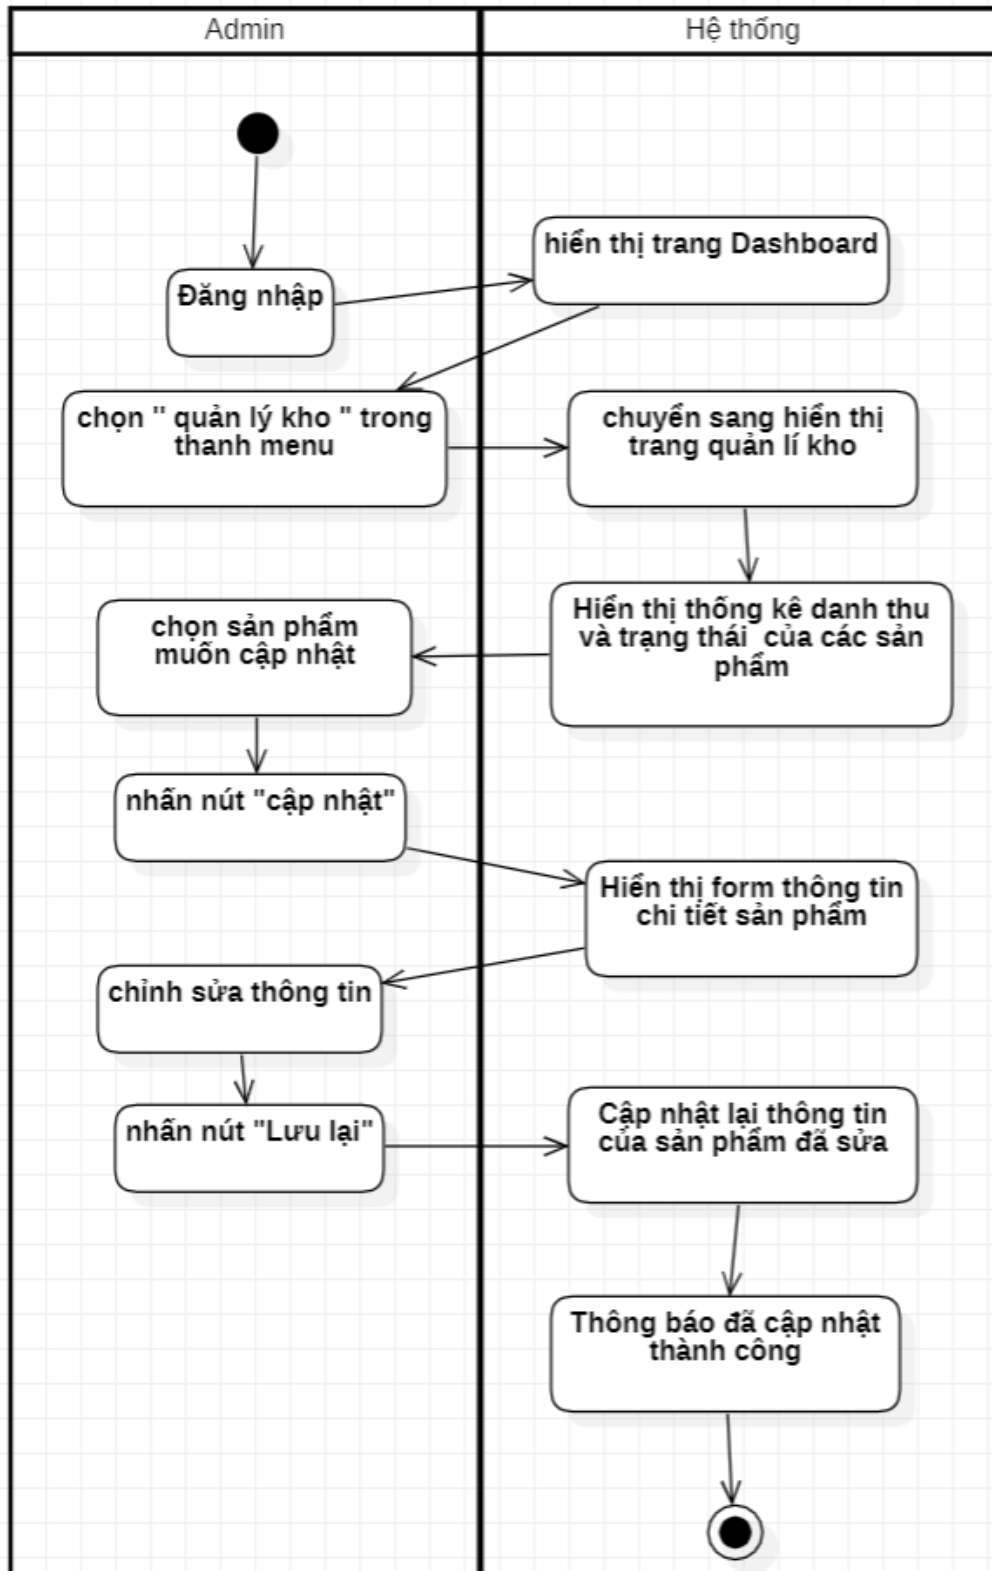 Admin
Hệ thống
hiển thị trang Dashboard
Đăng nhập
chọn " quản lý kho " trong
thanh menu
chuyển sang hiển thị
trang quản lí kho
Hiển thị thống kê danh thu
và trạng thái  của các sản
phẩm
chọn sản phẩm
muốn cập nhật
nhấn nút "cập nhật"
Hiển thị form thông tin
chi tiết sản phẩm
chỉnh sửa thông tin
nhấn nút "Lưu lại"
Cập nhật lại thông tin
của sản phẩm đã sửa
Thông báo đã cập nhật
thành công